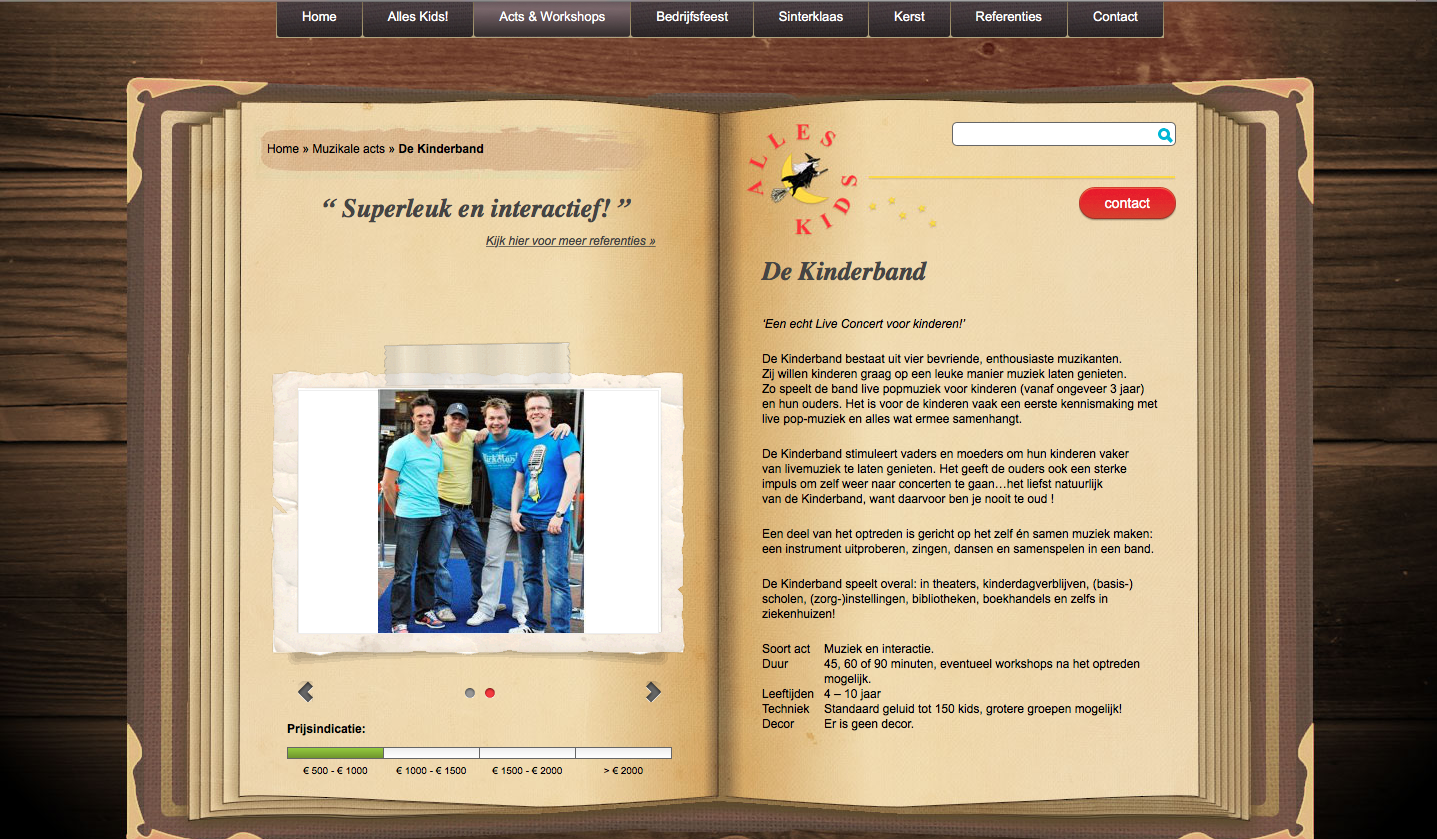 Home Alles Kids! Acts & Workshops Bedrijfsfeest Sinterklaas Kerst Referenties Contact
Home » Muzikale acts » De Kinderband
“ Superleuk en interactief! ”
Kijk hier voor meer referenties »
Prijsindicatie:
€ 500 - € 1000 € 1000 - € 1500 € 1500 - € 2000 > € 2000
ALLES
KIDS
contact
De Kinderband
‘Een echt Live Concert voor kinderen!’
De Kinderband bestaat uit vier bevriende, enthousiaste muzikanten.
Zij willen kinderen graag op een leuke manier muziek laten genieten.
Zo speelt de band live popmuziek voor kinderen (vanaf ongeveer 3 jaar)
en hun ouders. Het is voor de kinderen vaak een eerste kennismaking met
live pop-muziek en alles wat ermee samenhangt.
De Kinderband stimuleert vaders en moeders om hun kinderen vaker
van livemuziek te laten genieten. Het geeft de ouders ook een sterke
impuls om zelf weer naar concerten te gaan…het liefst natuurlijk
van de Kinderband, want daarvoor ben je nooit te oud !
Een deel van het optreden is gericht op het zelf én samen muziek maken:
een instrument uitproberen, zingen, dansen en samenspelen in een band.
De Kinderband speelt overal: in theaters, kinderdagverblijven, (basis-)
scholen, (zorg-)instellingen, bibliotheken, boekhandels en zelfs in
ziekenhuizen!
Soort act Muziek en interactie.
Duur 45, 60 of 90 minuten, eventueel workshops na het optreden
mogelijk.
Leeftijden 4 – 10 jaar
Techniek Standaard geluid tot 150 kids, grotere groepen mogelijk!
Decor Er is geen decor.